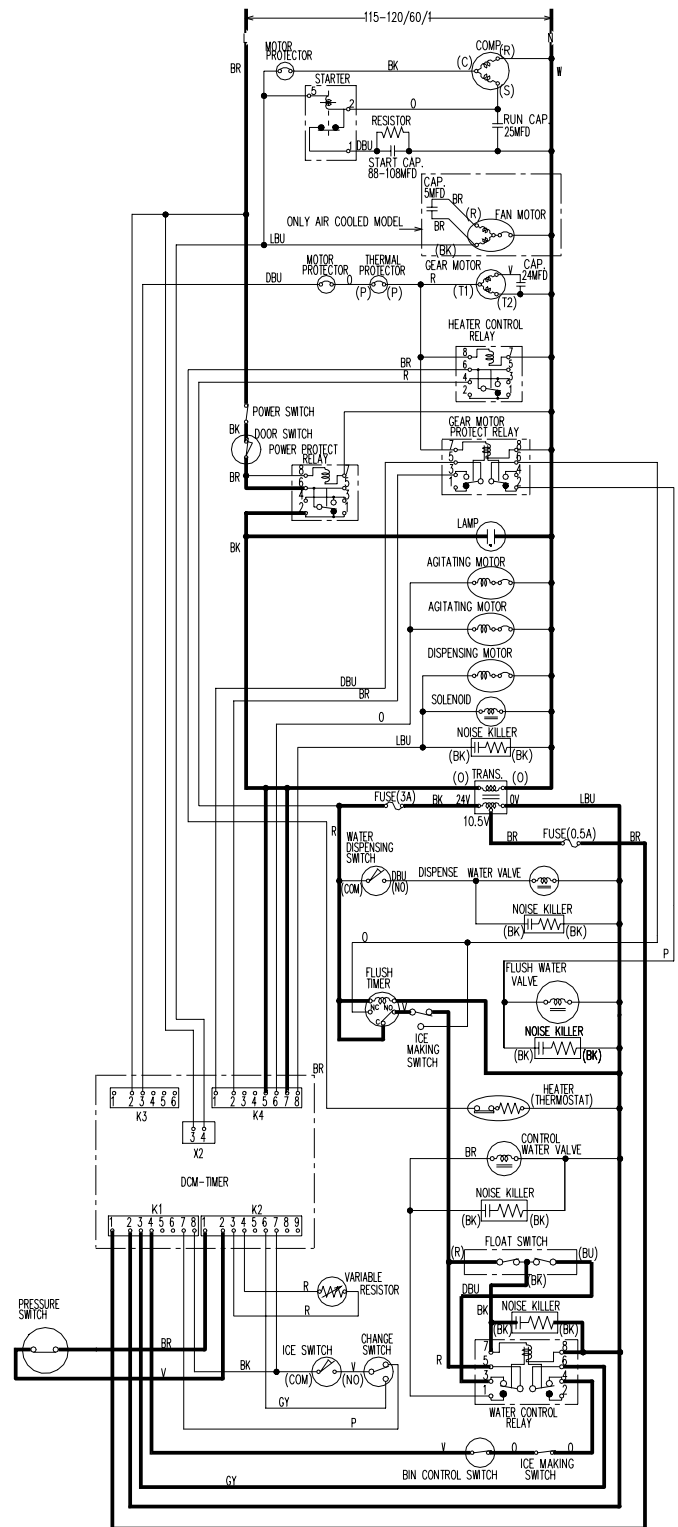 115-120/60/1
L
N
MOTOR PROTECTOR
BR
BK
COMP.
(R)
(C)
(S)
W
STARTER
5
2
1
O
RESISTOR
DBU
START CAP.
88-108MFD
RUN CAP.
25MFD
CAP.
5MFD
BR
(R)
BR
FAN MOTOR
(BK)
ONLY AIR COOLED MODEL
LBU
MOTOR PROTECTOR
THERMAL PROTECTOR
GEAR MOTOR
CAP.
24MFD
DBU
O
(P)
(P)
R
(T1)
(T2)
V
HEATER CONTROL
RELAY
BR
R
8 7
6 5
4 3
2 1
POWER SWITCH
BK
DOOR SWITCH
POWER PROTECT
RELAY
BR
8 7
6 5
4 3
2 1
GEAR MOTOR
PROTECT RELAY
7 8
5 6
3 4
1 2
BK
LAMP
AGITATING MOTOR
AGITATING MOTOR
DISPENSING MOTOR
DBU
BR
O
SOLENOID
NOISE KILLER
LBU
(BK)
(BK)
(O)
TRANS.
(O)
FUSE(3A)
BK
24V
0V
LBU
10.5V
BR
FUSE(0.5A)
BR
R
WATER
DISPENSING
SWITCH
(COM)
DBU
(NO)
DISPENSE WATER VALVE
NOISE KILLER
(BK)
(BK)
O
P
FLUSH
TIMER
NC NO
C
V
ICE
MAKING
SWITCH
FLUSH WATER
VALVE
NOISE KILLER
(BK)
(BK)
BR
HEATER
(THERMOSTAT)
1 2 3 4 5 6
K3
1 2 3 4 5 6 7 8
K4
3 4
X2
DCM-TIMER
BR
CONTROL
WATER VALVE
NOISE KILLER
(BK)
(BK)
K1
1 2 3 4 5 6 7 8
K2
1 2 3 4 5 6 7 8 9
FLOAT SWITCH
(R)
(BU)
(BK)
DBU
BK
NOISE KILLER
(BK)
(BK)
R
VARIABLE
RESISTOR
R
PRESSURE
SWITCH
BR
V
BK
ICE SWITCH
(COM)
V
(NO)
CHANGE
SWITCH
GY
P
R
7 8
5 6
3 4
1 2
WATER CONTROL
RELAY
V
O
O
BIN CONTROL SWITCH
ICE MAKING
SWITCH
GY